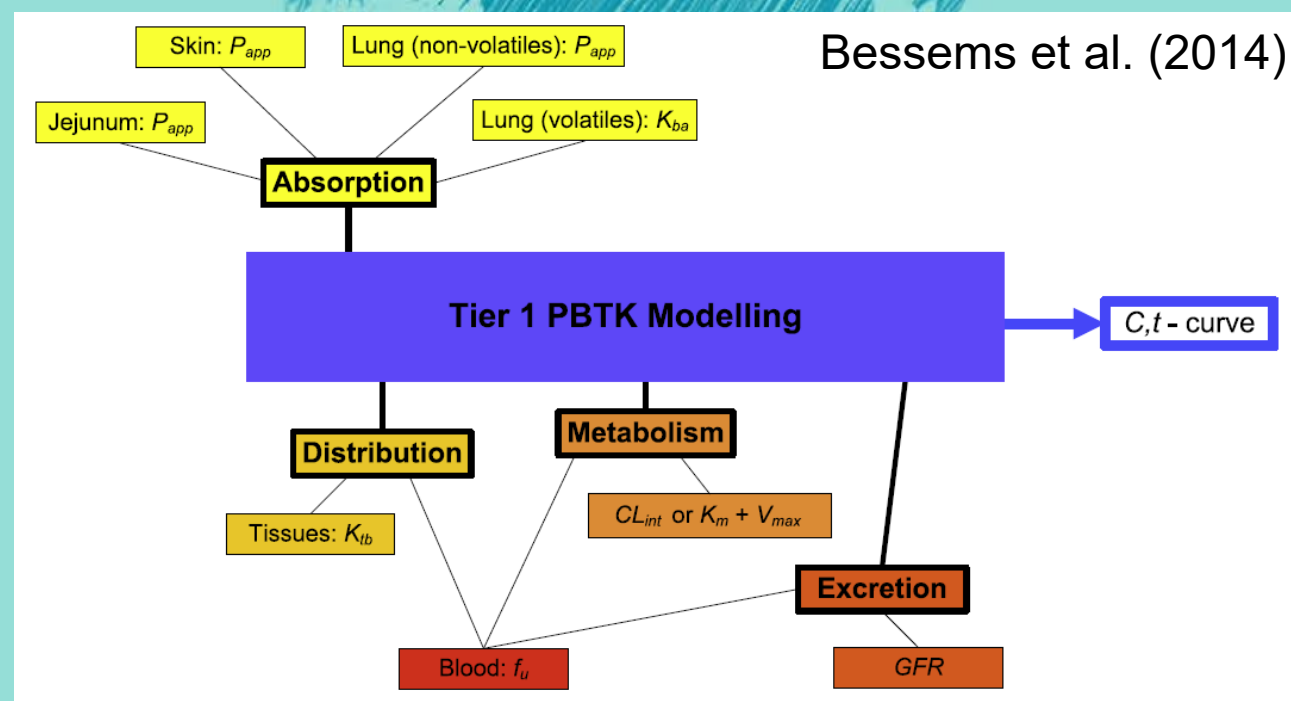 Bessems et al. (2014)
Skin: Papp
Lung (non-volatiles): Papp
Jejunum: Papp
Lung (volatiles): Kba
Absorption
Tier 1 PBTK Modelling
C,t - curve
Distribution
Metabolism
Tissues: Ktb
CLint or Km + Vmax
Excretion
Blood: fu
GFR